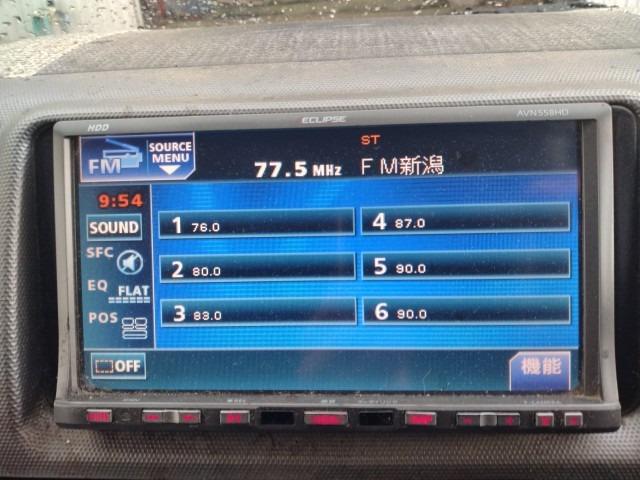 HDD ECLIPSE AVN558HD
ST
FM SOURCE MENU
77.5 MHz FM新潟
9:54
SOUND
SFC
EQ FLAT
POS
1 76.0
4 87.0
2 80.0
5 90.0
3 83.0
6 90.0
OFF
機能